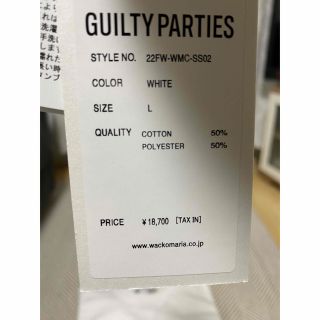 GUILTY PARTIES
STYLE NO. 22FW-WMC-SS02
COLOR WHITE
SIZE L
QUALITY COTTON 50%
POLYESTER 50%
PRICE ¥18,700 [TAX IN]
www.wackomaria.co.jp